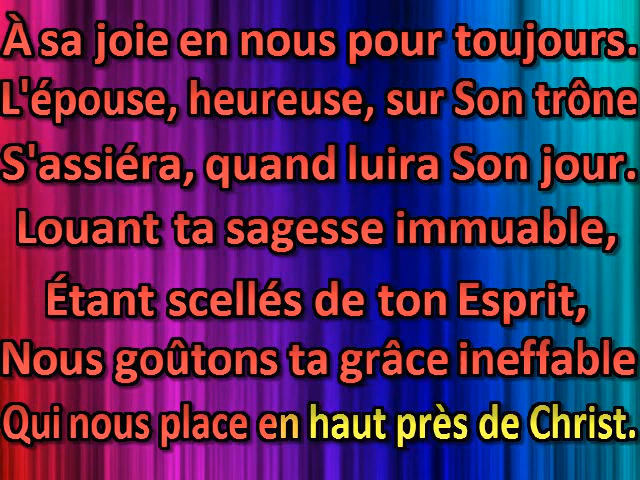 À sa joie en nous pour toujours.
L'épouse, heureuse, sur Son trône
S'assiéra, quand luira Son jour.
Louant ta sagesse immuable,
Étant scellés de ton Esprit,
Nous goûtons ta grâce ineffable
Qui nous place en haut près de Christ.